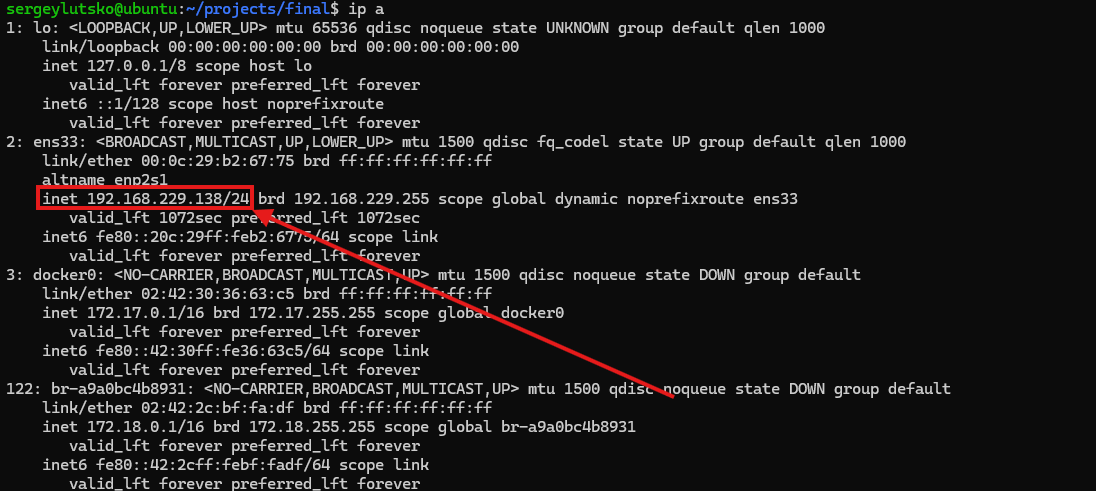 sergeylutsko@ubuntu:~/projects/final$ ip a
1: lo: <LOOPBACK,UP,LOWER_UP> mtu 65536 qdisc noqueue state UNKNOWN group default qlen 1000
link/loopback 00:00:00:00:00:00 brd 00:00:00:00:00:00
inet 127.0.0.1/8 scope host lo
valid_lft forever preferred_lft forever
inet6 ::1/128 scope host noprefixroute
valid_lft forever preferred_lft forever
2: ens33: <BROADCAST,MULTICAST,UP,LOWER_UP> mtu 1500 qdisc fq_codel state UP group default qlen 1000
link/ether 00:0c:29:b2:67:75 brd ff:ff:ff:ff:ff:ff
altname enp2s1
inet 192.168.229.138/24 brd 192.168.229.255 scope global dynamic noprefixroute ens33
valid_lft 1072sec preferred_lft 1072sec
inet6 fe80::20c:29ff:feb2:6775/64 scope link
valid_lft forever preferred_lft forever
3: docker0: <NO-CARRIER,BROADCAST,MULTICAST,UP> mtu 1500 qdisc noqueue state DOWN group default
link/ether 02:42:30:36:63:c5 brd ff:ff:ff:ff:ff:ff
inet 172.17.0.1/16 brd 172.17.255.255 scope global docker0
valid_lft forever preferred_lft forever
inet6 fe80::42:30ff:fe36:63c5/64 scope link
valid_lft forever preferred_lft forever
122: br-a9a0bc4b8931: <NO-CARRIER,BROADCAST,MULTICAST,UP> mtu 1500 qdisc noqueue state DOWN group default
link/ether 02:42:2c:bf:fa:df brd ff:ff:ff:ff:ff:ff
inet 172.18.0.1/16 brd 172.18.255.255 scope global br-a9a0bc4b8931
valid_lft forever preferred_lft forever
inet6 fe80::42:2cff:febf:fadf/64 scope link
valid_lft forever preferred_lft forever